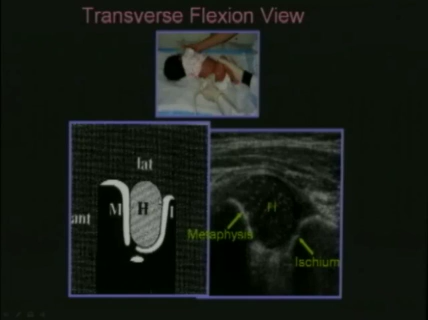 Transverse Flexion View
lat
ant
M
H
I
H
Metaphysis
Ischium